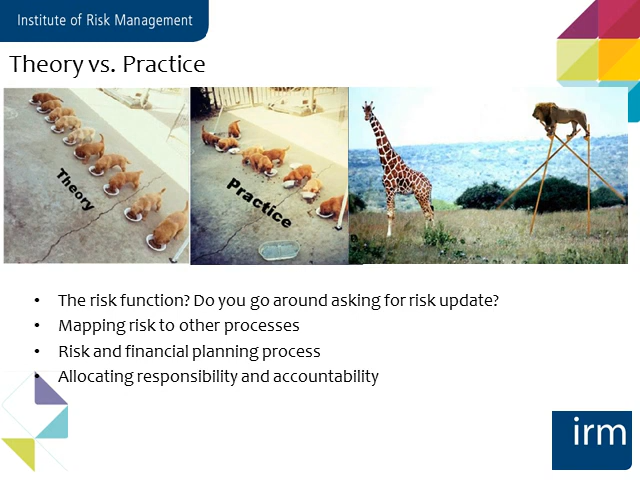 Institute of Risk Management
Theory vs. Practice
Theory
Practice
• The risk function? Do you go around asking for risk update?
• Mapping risk to other processes
• Risk and financial planning process
• Allocating responsibility and accountability
irm